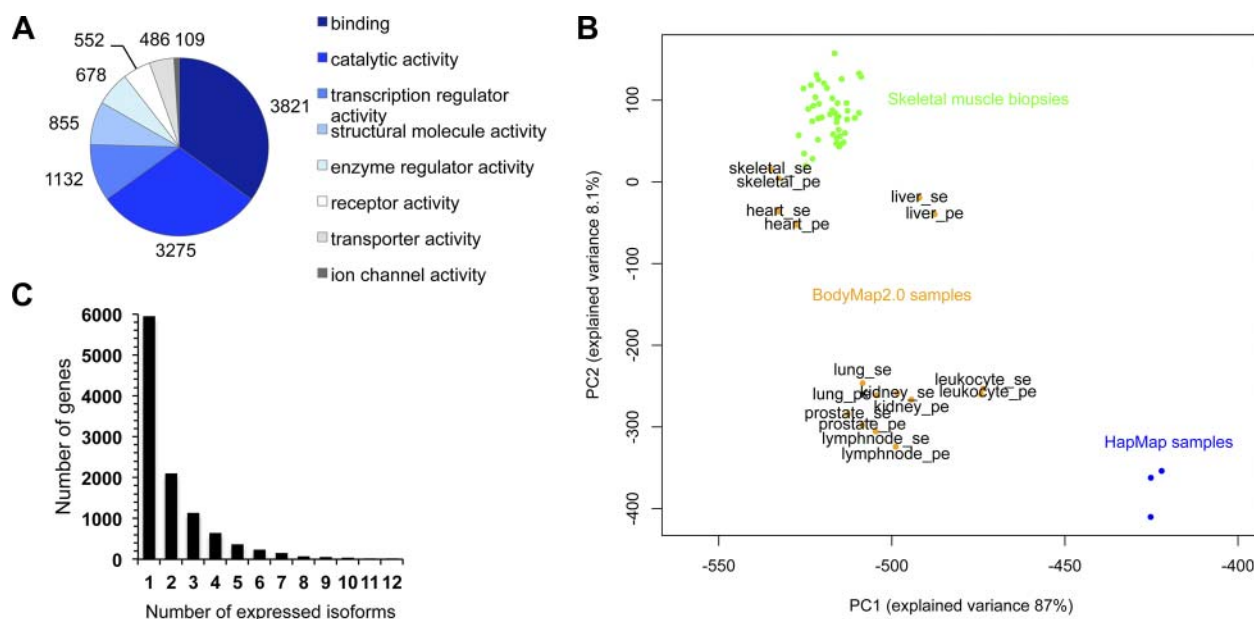 A
552
486
109
678
3821
855
1132
3275
binding
catalytic activity
transcription regulator
activity
structural molecule activity
enzyme regulator activity
receptor activity
transporter activity
ion channel activity
B
PC2 (explained variance 8.1%)
100
0
-100
-200
-300
-400
Skeletal muscle biopsies
skeletal_se
skeletal_pe
heart_se
heart_pe
liver_se
liver_pe
BodyMap2.0 samples
lung_se
lung_pe
kidney_se
kidney_pe
leukocyte_se
leukocyte_pe
prostate_se
prostate_pe
lymphnode_se
lymphnode_pe
HapMap samples
-550
-500
-450
-400
PC1 (explained variance 87%)
C
Number of genes
6000
5000
4000
3000
2000
1000
0
1 2 3 4 5 6 7 8 9 10 11 12
Number of expressed isoforms